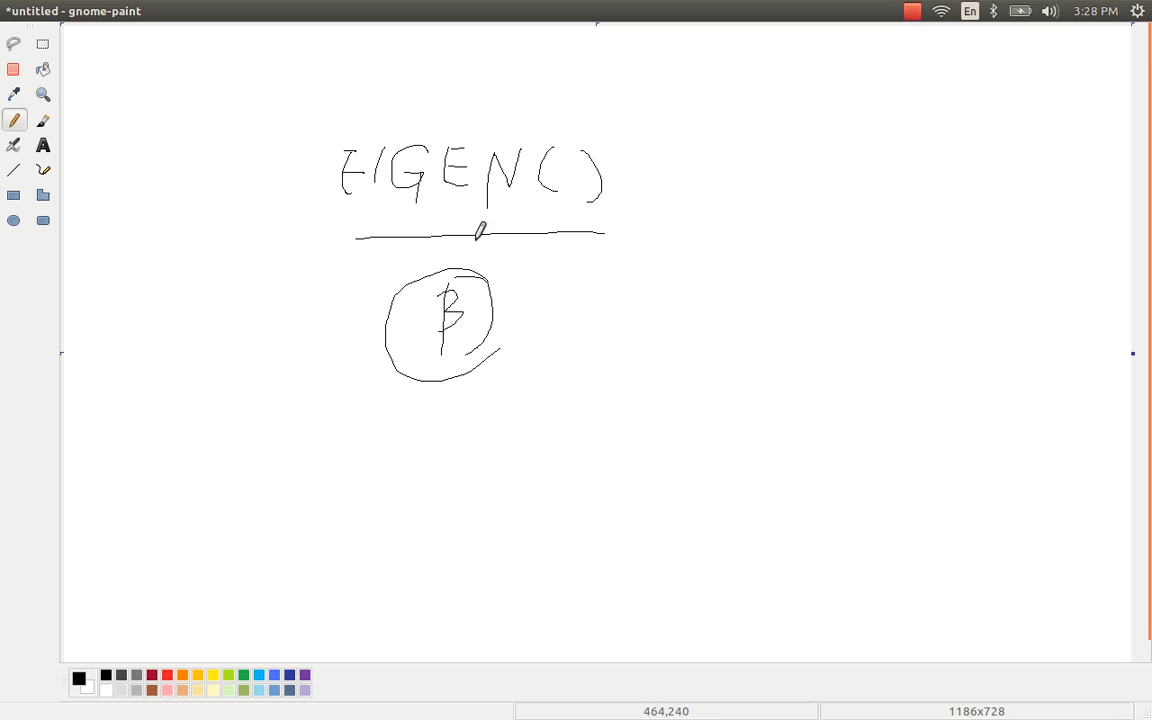 *untitled - gnome-paint
En
3:28 PM
A
EIGEN()
β
464,240
1186x728